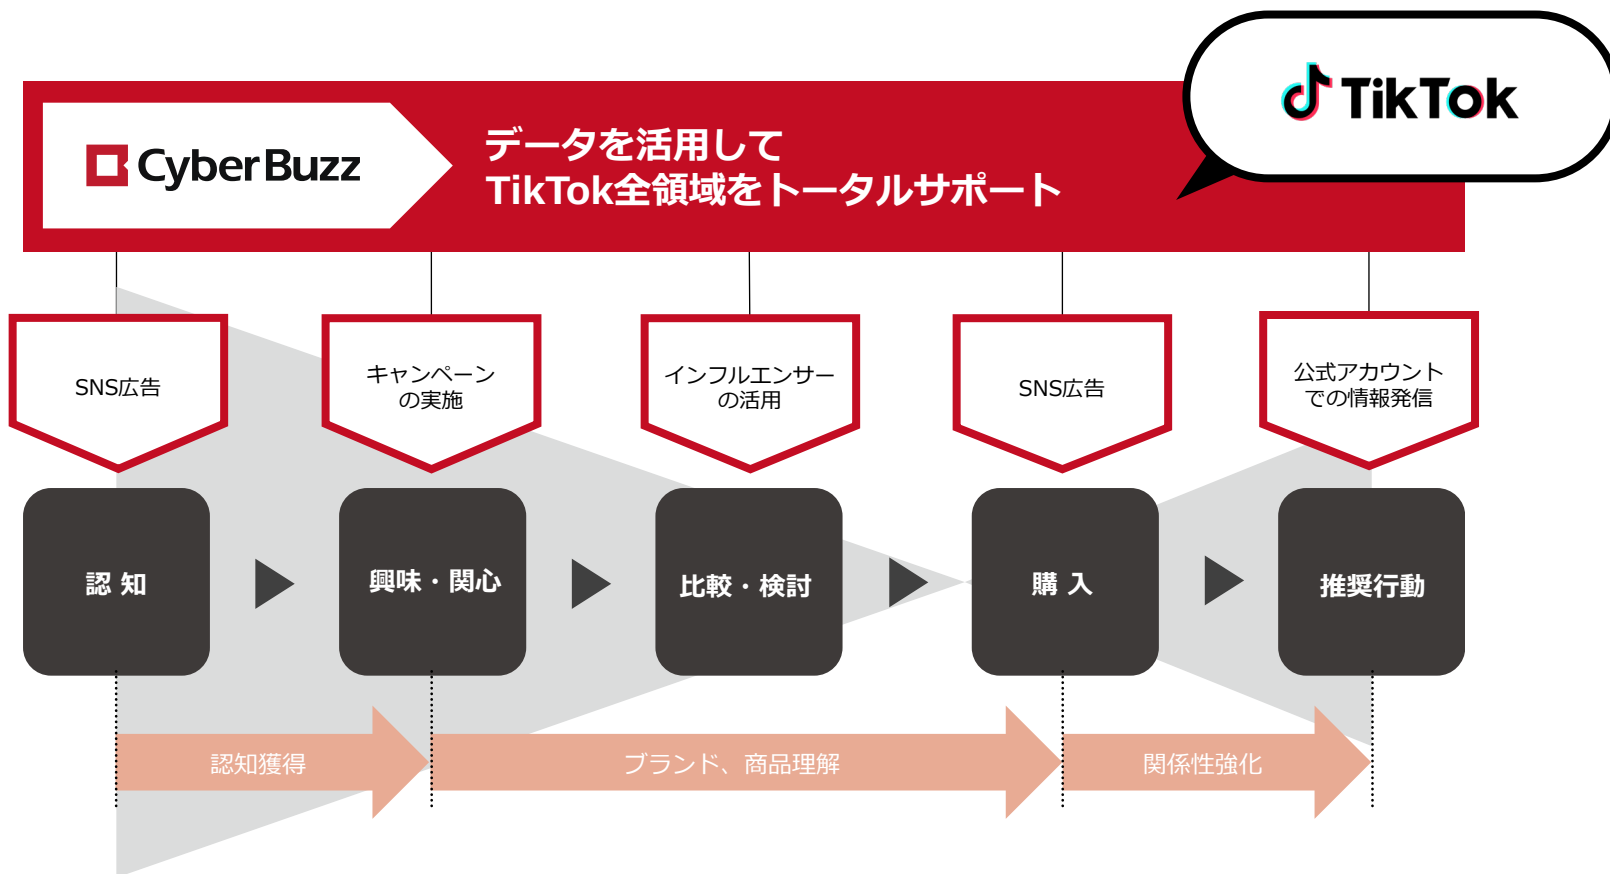 TikTok
CyberBuzz
データを活用して
TikTok全領域をトータルサポート
SNS広告
キャンペーン
の実施
インフルエンサー
の活用
SNS広告
公式アカウント
での情報発信
認 知
興味・関心
比較・検討
購 入
推奨行動
認知獲得
ブランド、商品理解
関係性強化